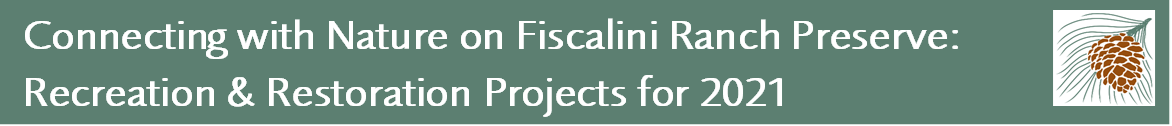 Connecting with Nature on Fiscalini Ranch Preserve:
Recreation & Restoration Projects for 2021